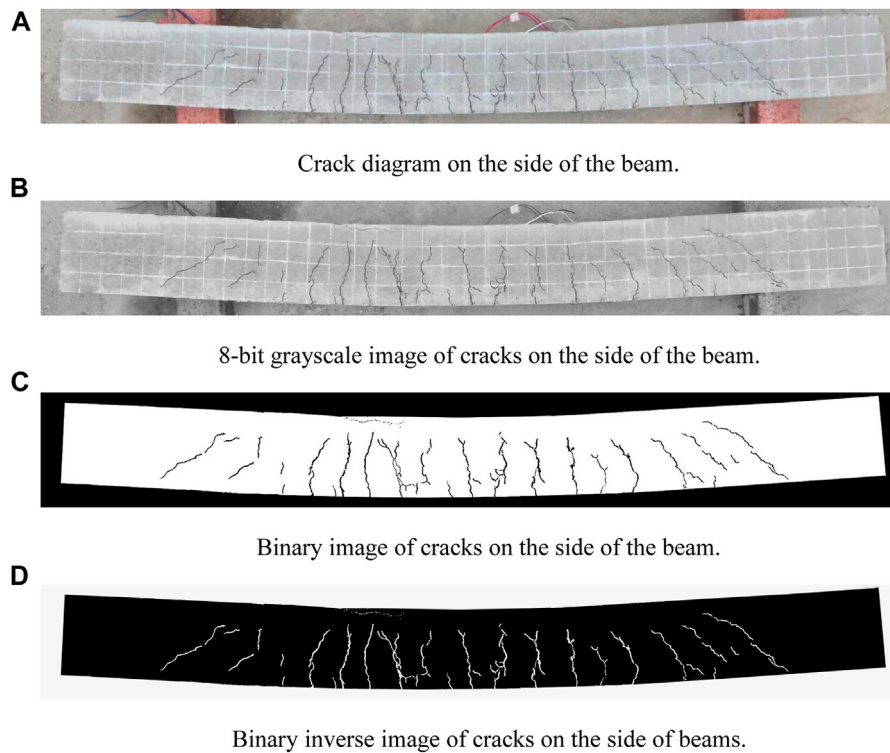 A
Crack diagram on the side of the beam.
B
8-bit grayscale image of cracks on the side of the beam.
C
Binary image of cracks on the side of the beam.
D
Binary inverse image of cracks on the side of beams.